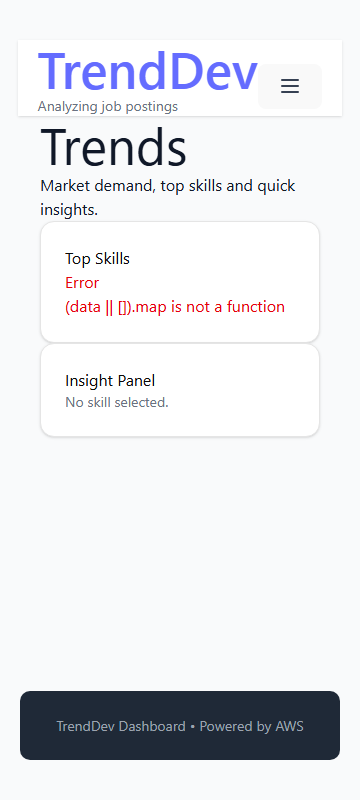 TrendDev
Analyzing job postings
Trends
Market demand, top skills and quick
insights.
Top Skills
Error
(data || []).map is not a function
Insight Panel
No skill selected.
TrendDev Dashboard • Powered by AWS